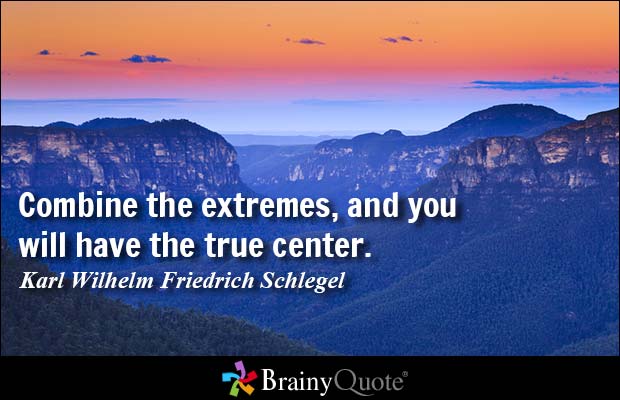 Combine the extremes, and you
will have the true center.
Karl Wilhelm Friedrich Schlegel
BrainyQuote®